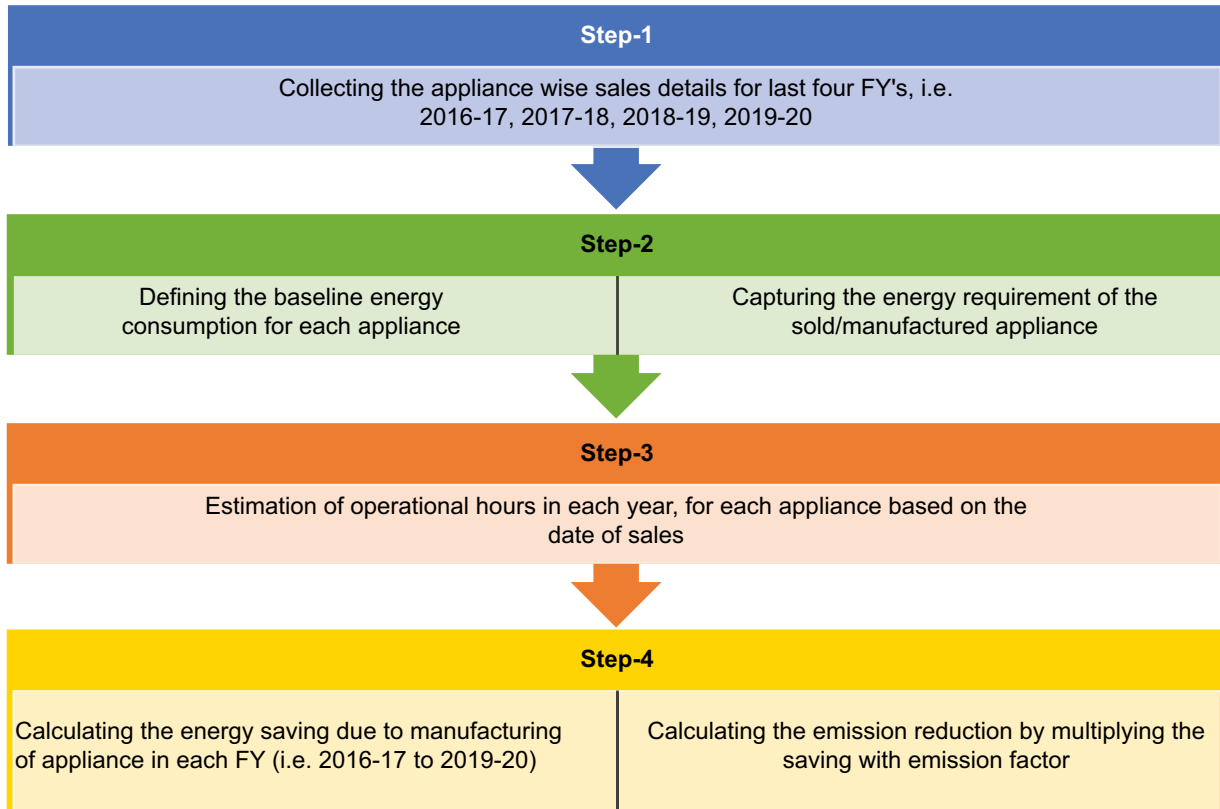 Step-1
Collecting the appliance wise sales details for last four FY's, i.e.
2016-17, 2017-18, 2018-19, 2019-20
Step-2
Defining the baseline energy
consumption for each appliance
Capturing the energy requirement of the
sold/manufactured appliance
Step-3
Estimation of operational hours in each year, for each appliance based on the
date of sales
Step-4
Calculating the energy saving due to manufacturing
of appliance in each FY (i.e. 2016-17 to 2019-20)
Calculating the emission reduction by multiplying the
saving with emission factor